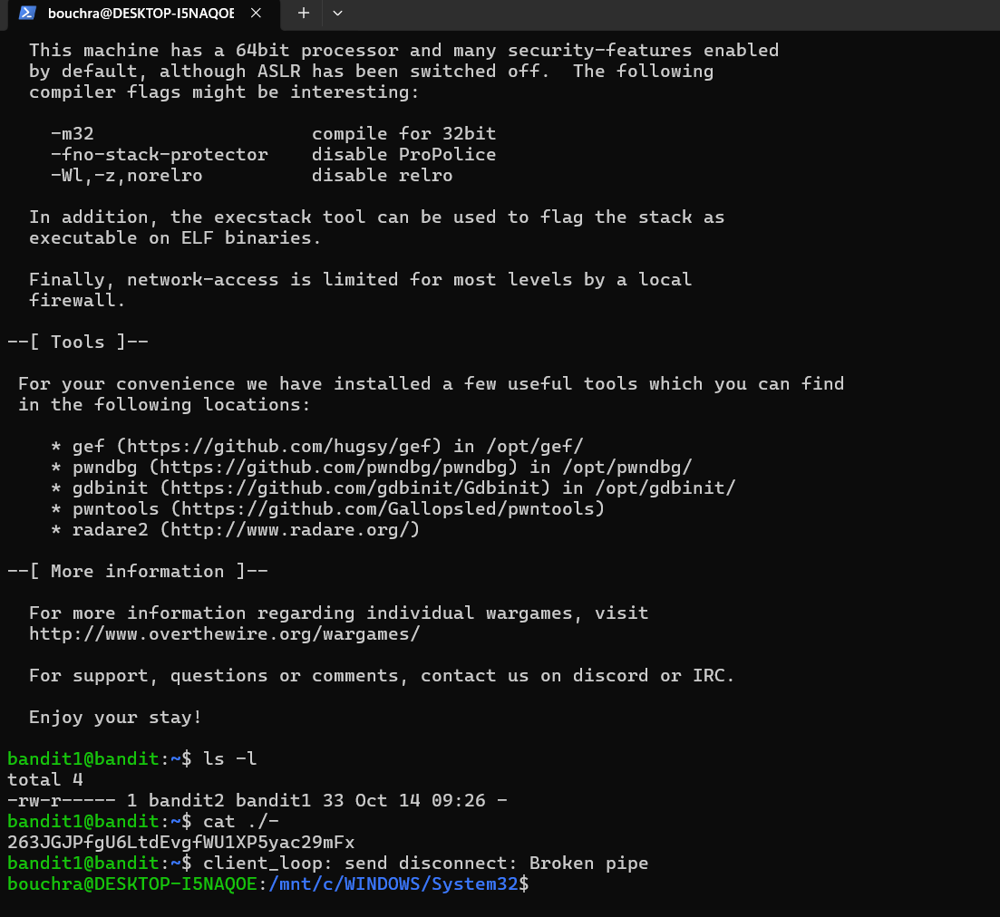 bouchra@DESKTOP-I5NAQOE
This machine has a 64bit processor and many security-features enabled
by default, although ASLR has been switched off.  The following
compiler flags might be interesting:
-m32                    compile for 32bit
-fno-stack-protector    disable ProPolice
-Wl,-z,norelro          disable relro
In addition, the execstack tool can be used to flag the stack as
executable on ELF binaries.
Finally, network-access is limited for most levels by a local
firewall.
--[ Tools ]--
For your convenience we have installed a few useful tools which you can find
in the following locations:
* gef (https://github.com/hugsy/gef) in /opt/gef/
* pwndbg (https://github.com/pwndbg/pwndbg) in /opt/pwndbg/
* gdbinit (https://github.com/gdbinit/Gdbinit) in /opt/gdbinit/
* pwntools (https://github.com/Gallopsled/pwntools)
* radare2 (http://www.radare.org/)
--[ More information ]--
For more information regarding individual wargames, visit
http://www.overthewire.org/wargames/
For support, questions or comments, contact us on discord or IRC.
Enjoy your stay!
bandit1@bandit:~$ ls -l
total 4
-rw-r----- 1 bandit2 bandit1 33 Oct 14 09:26 -
bandit1@bandit:~$ cat ./-
263JGJPfgU6LtdEvgfWU1XP5yac29mFx
bandit1@bandit:~$ client_loop: send disconnect: Broken pipe
bouchra@DESKTOP-I5NAQOE:/mnt/c/WINDOWS/System32$